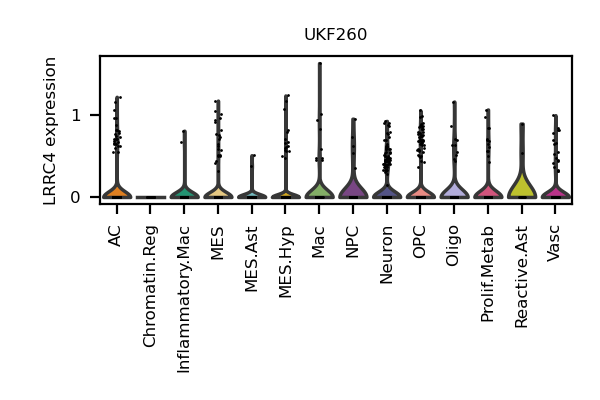 UKF260
LRRC4 expression
1
0
AC
Chromatin.Reg
Inflammatory.Mac
MES
MES.Ast
MES.Hyp
Mac
NPC
Neuron
OPC
Oligo
Prolif.Metab
Reactive.Ast
Vasc